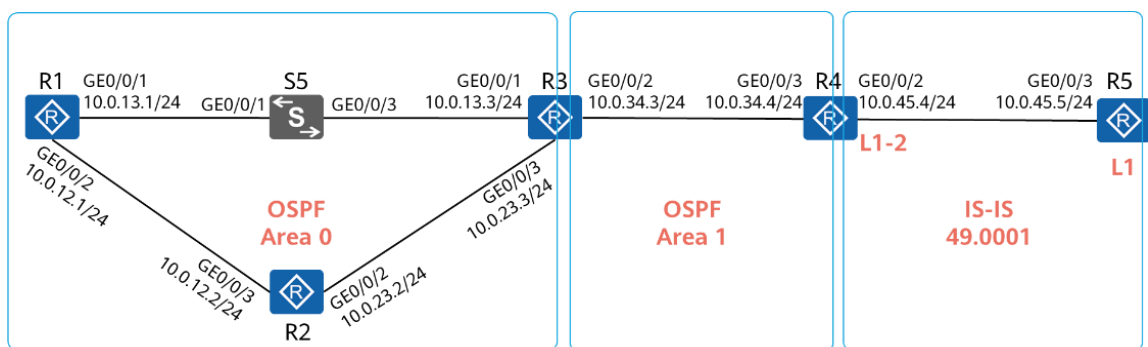 R1
GE0/0/1
10.0.13.1/24
S5
GE0/0/1
S
GE0/0/3
GE0/0/1
10.0.13.3/24
R3
GE0/0/2
10.0.34.3/24
GE0/0/3
10.0.34.4/24
R4
GE0/0/2
10.0.45.4/24
GE0/0/3
10.0.45.5/24
R5
R
R
R
R
L1-2
L1
GE0/0/2
10.0.12.1/24
GE0/0/3
10.0.23.3/24
OSPF
Area 0
OSPF
Area 1
IS-IS
49.0001
GE0/0/3
10.0.12.2/24
R
GE0/0/2
10.0.23.2/24
R2